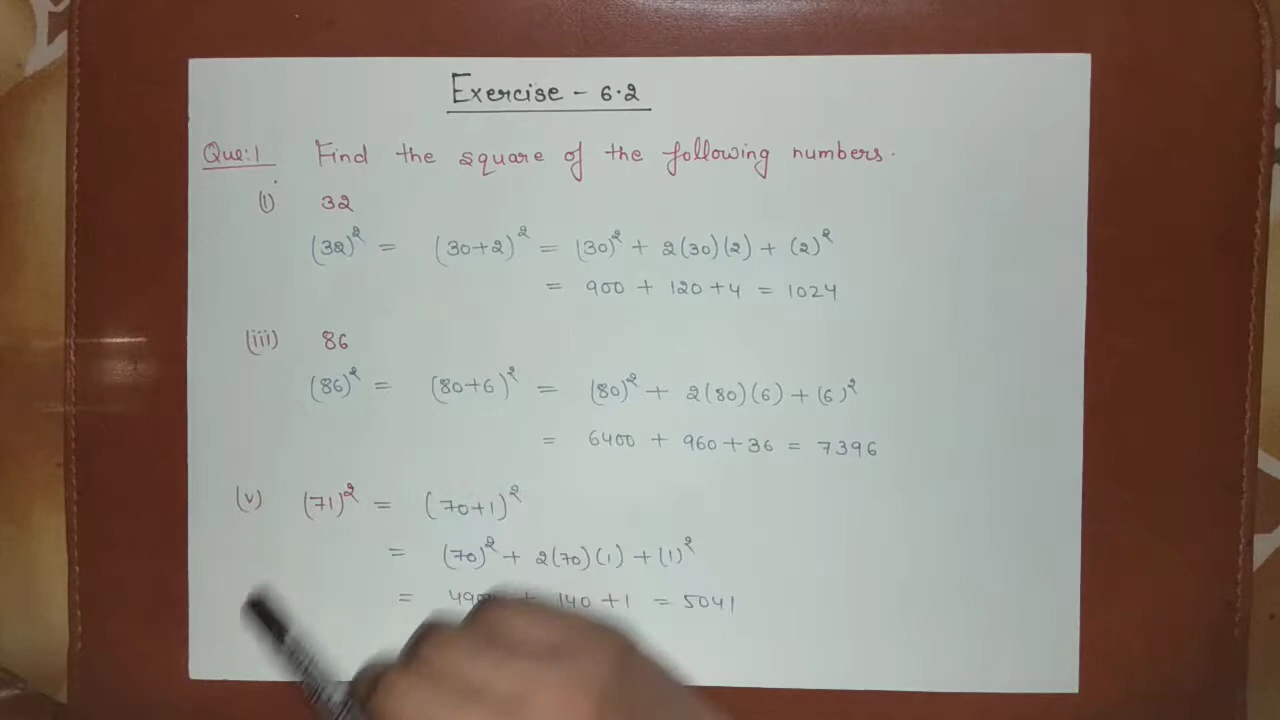 Exercise - 6.2
Que:1 Find the square of the following numbers.
(i) 32
(32)² = (30+2)² = (30)² + 2(30)(2) + (2)²
= 900 + 120 + 4 = 1024
(iii) 86
(86)² = (80+6)² = (80)² + 2(80)(6) + (6)²
= 6400 + 960 + 36 = 7396
(v) (71)² = (70+1)²
= (70)² + 2(70)(1) + (1)²
= + 140 + 1 = 5041